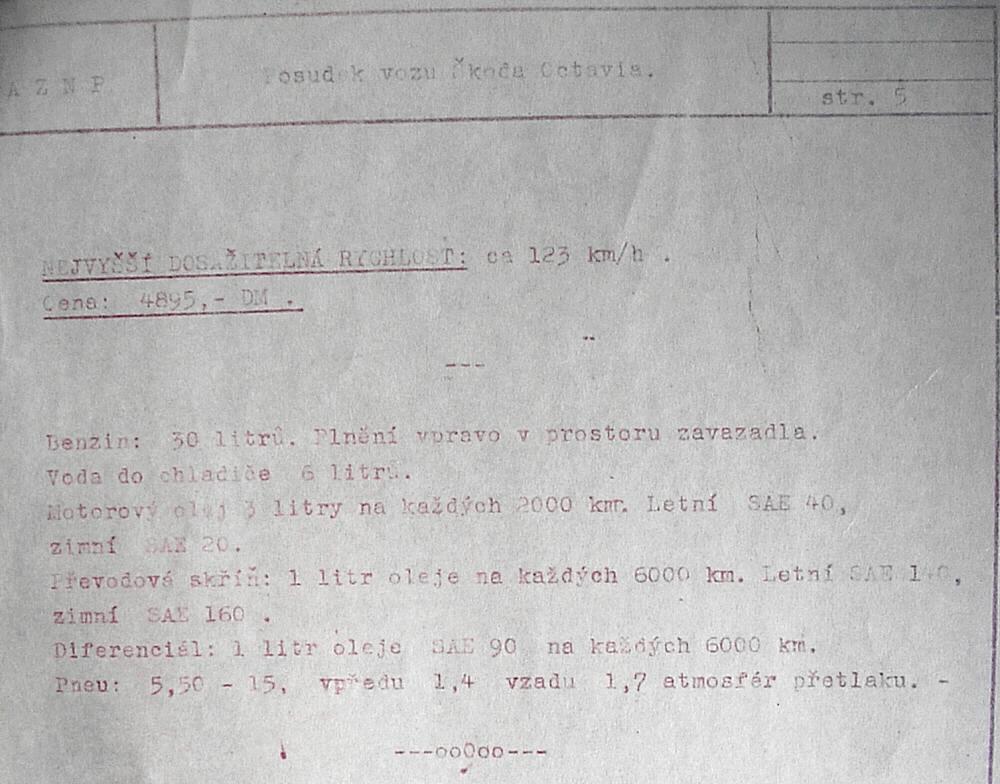 A Z N P
Posudek vozu Škoda Octavia.
str. 5
NEJVYŠŠÍ DOSAŽITELNÁ RYCHLOST: ca 123 km/h .
Cena: 4895,- DM .
---
Benzin: 30 litrů. Plnění vpravo v prostoru zavazadla.
Voda do chladiče 6 litrů.
Motorový olej 3 litry na každých 2000 km. Letní SAE 40,
zimní SAE 20.
Převodová skříň: 1 litr oleje na každých 6000 km. Letní SAE 140,
zimní SAE 160 .
Diferenciál: 1 litr oleje SAE 90 na každých 6000 km.
Pneu: 5,50 - 15, vpředu 1,4 vzadu 1,7 atmosfér přetlaku. -
---ooOoo---